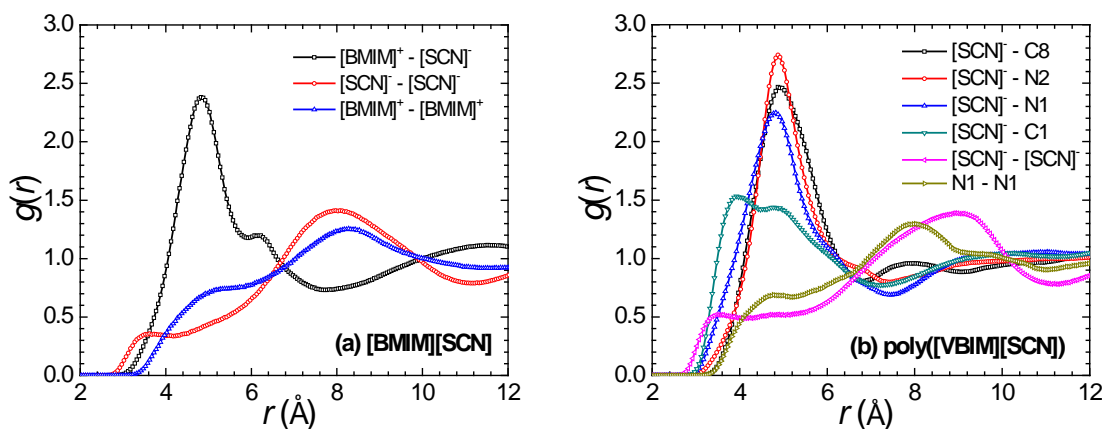 3.0
2.5
2.0
1.5
1.0
0.5
0.0
g(r)
[BMIM]⁺ - [SCN]⁻
[SCN]⁻ - [SCN]⁻
[BMIM]⁺ - [BMIM]⁺
(a) [BMIM][SCN]
2 4 6 8 10 12
r (Å)
3.0
2.5
2.0
1.5
1.0
0.5
0.0
g(r)
[SCN]⁻ - C8
[SCN]⁻ - N2
[SCN]⁻ - N1
[SCN]⁻ - C1
[SCN]⁻ - [SCN]⁻
N1 - N1
(b) poly([VBIM][SCN])
2 4 6 8 10 12
r (Å)